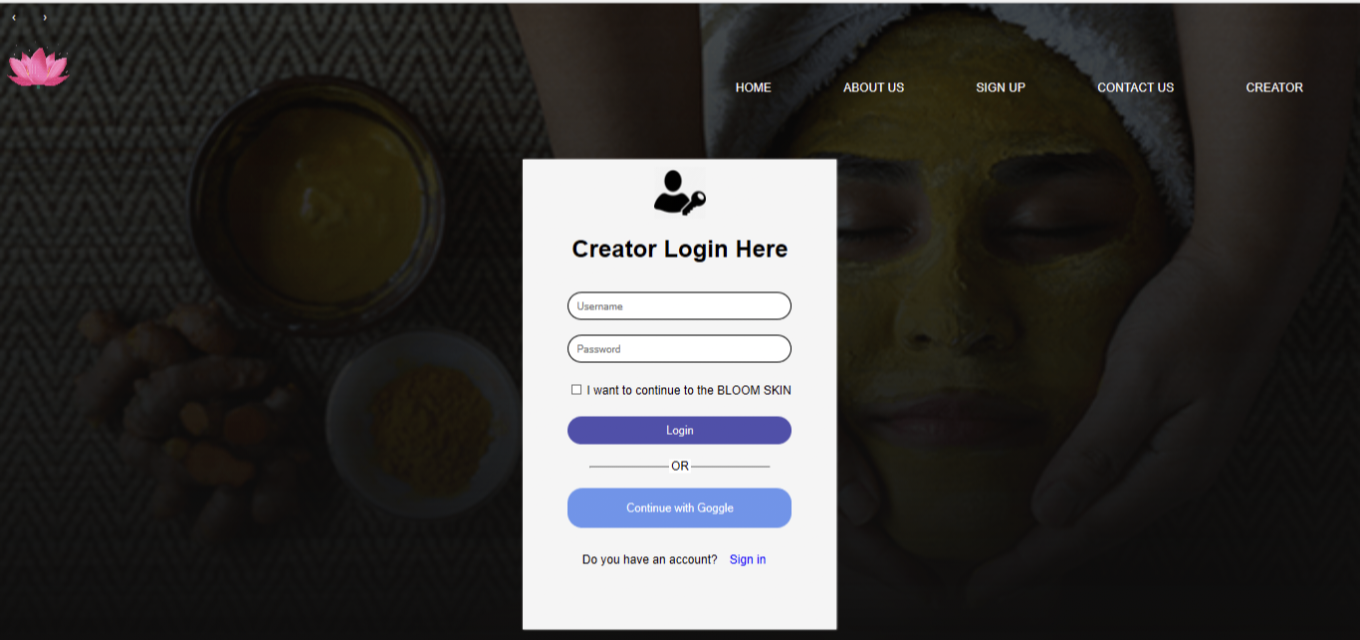 ‹ ›
HOME ABOUT US SIGN UP CONTACT US CREATOR
Creator Login Here
Username
Password
I want to continue to the BLOOM SKIN
Login
OR
Continue with Goggle
Do you have an account? Sign in